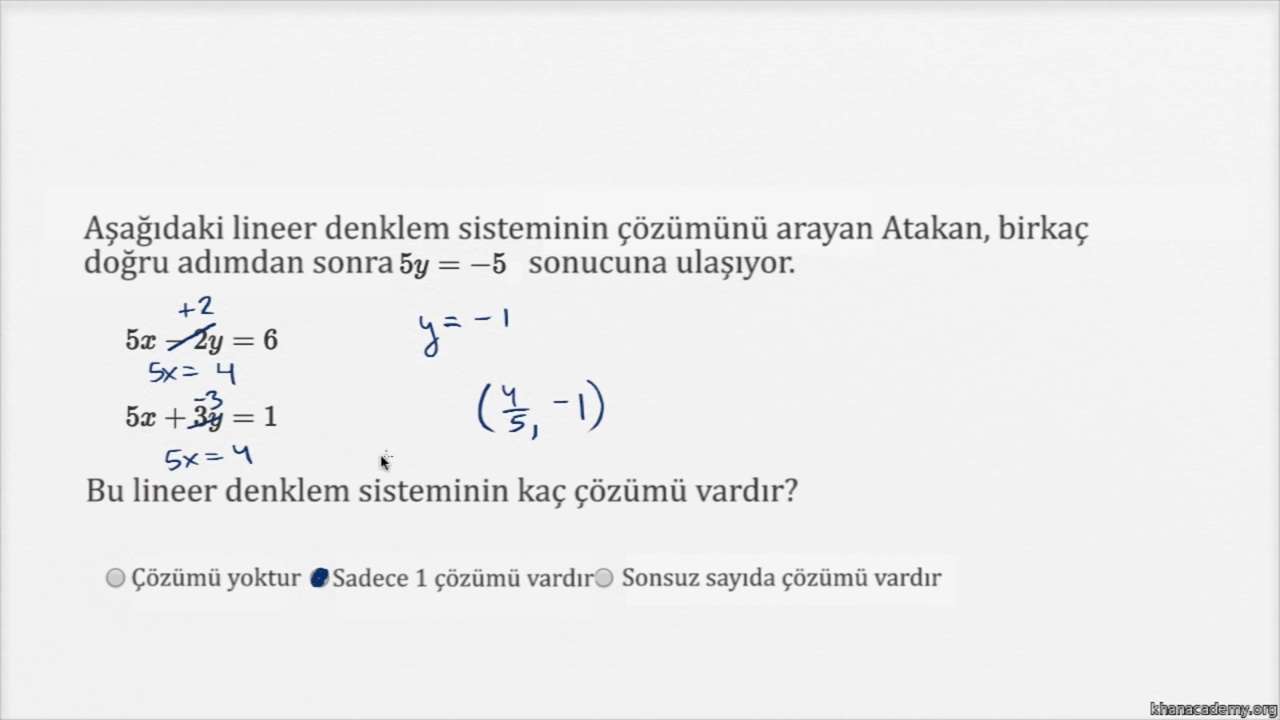 Aşağıdaki lineer denklem sisteminin çözümünü arayan Atakan, birkaç
doğru adımdan sonra 5y = −5 sonucuna ulaşıyor.
+2
5x − 2y = 6
y = -1
5x = 4
-3
5x + 3y = 1
(4/5, -1)
5x = 4
Bu lineer denklem sisteminin kaç çözümü vardır?
Çözümü yoktur Sadece 1 çözümü vardır Sonsuz sayıda çözümü vardır
khanacademy.org